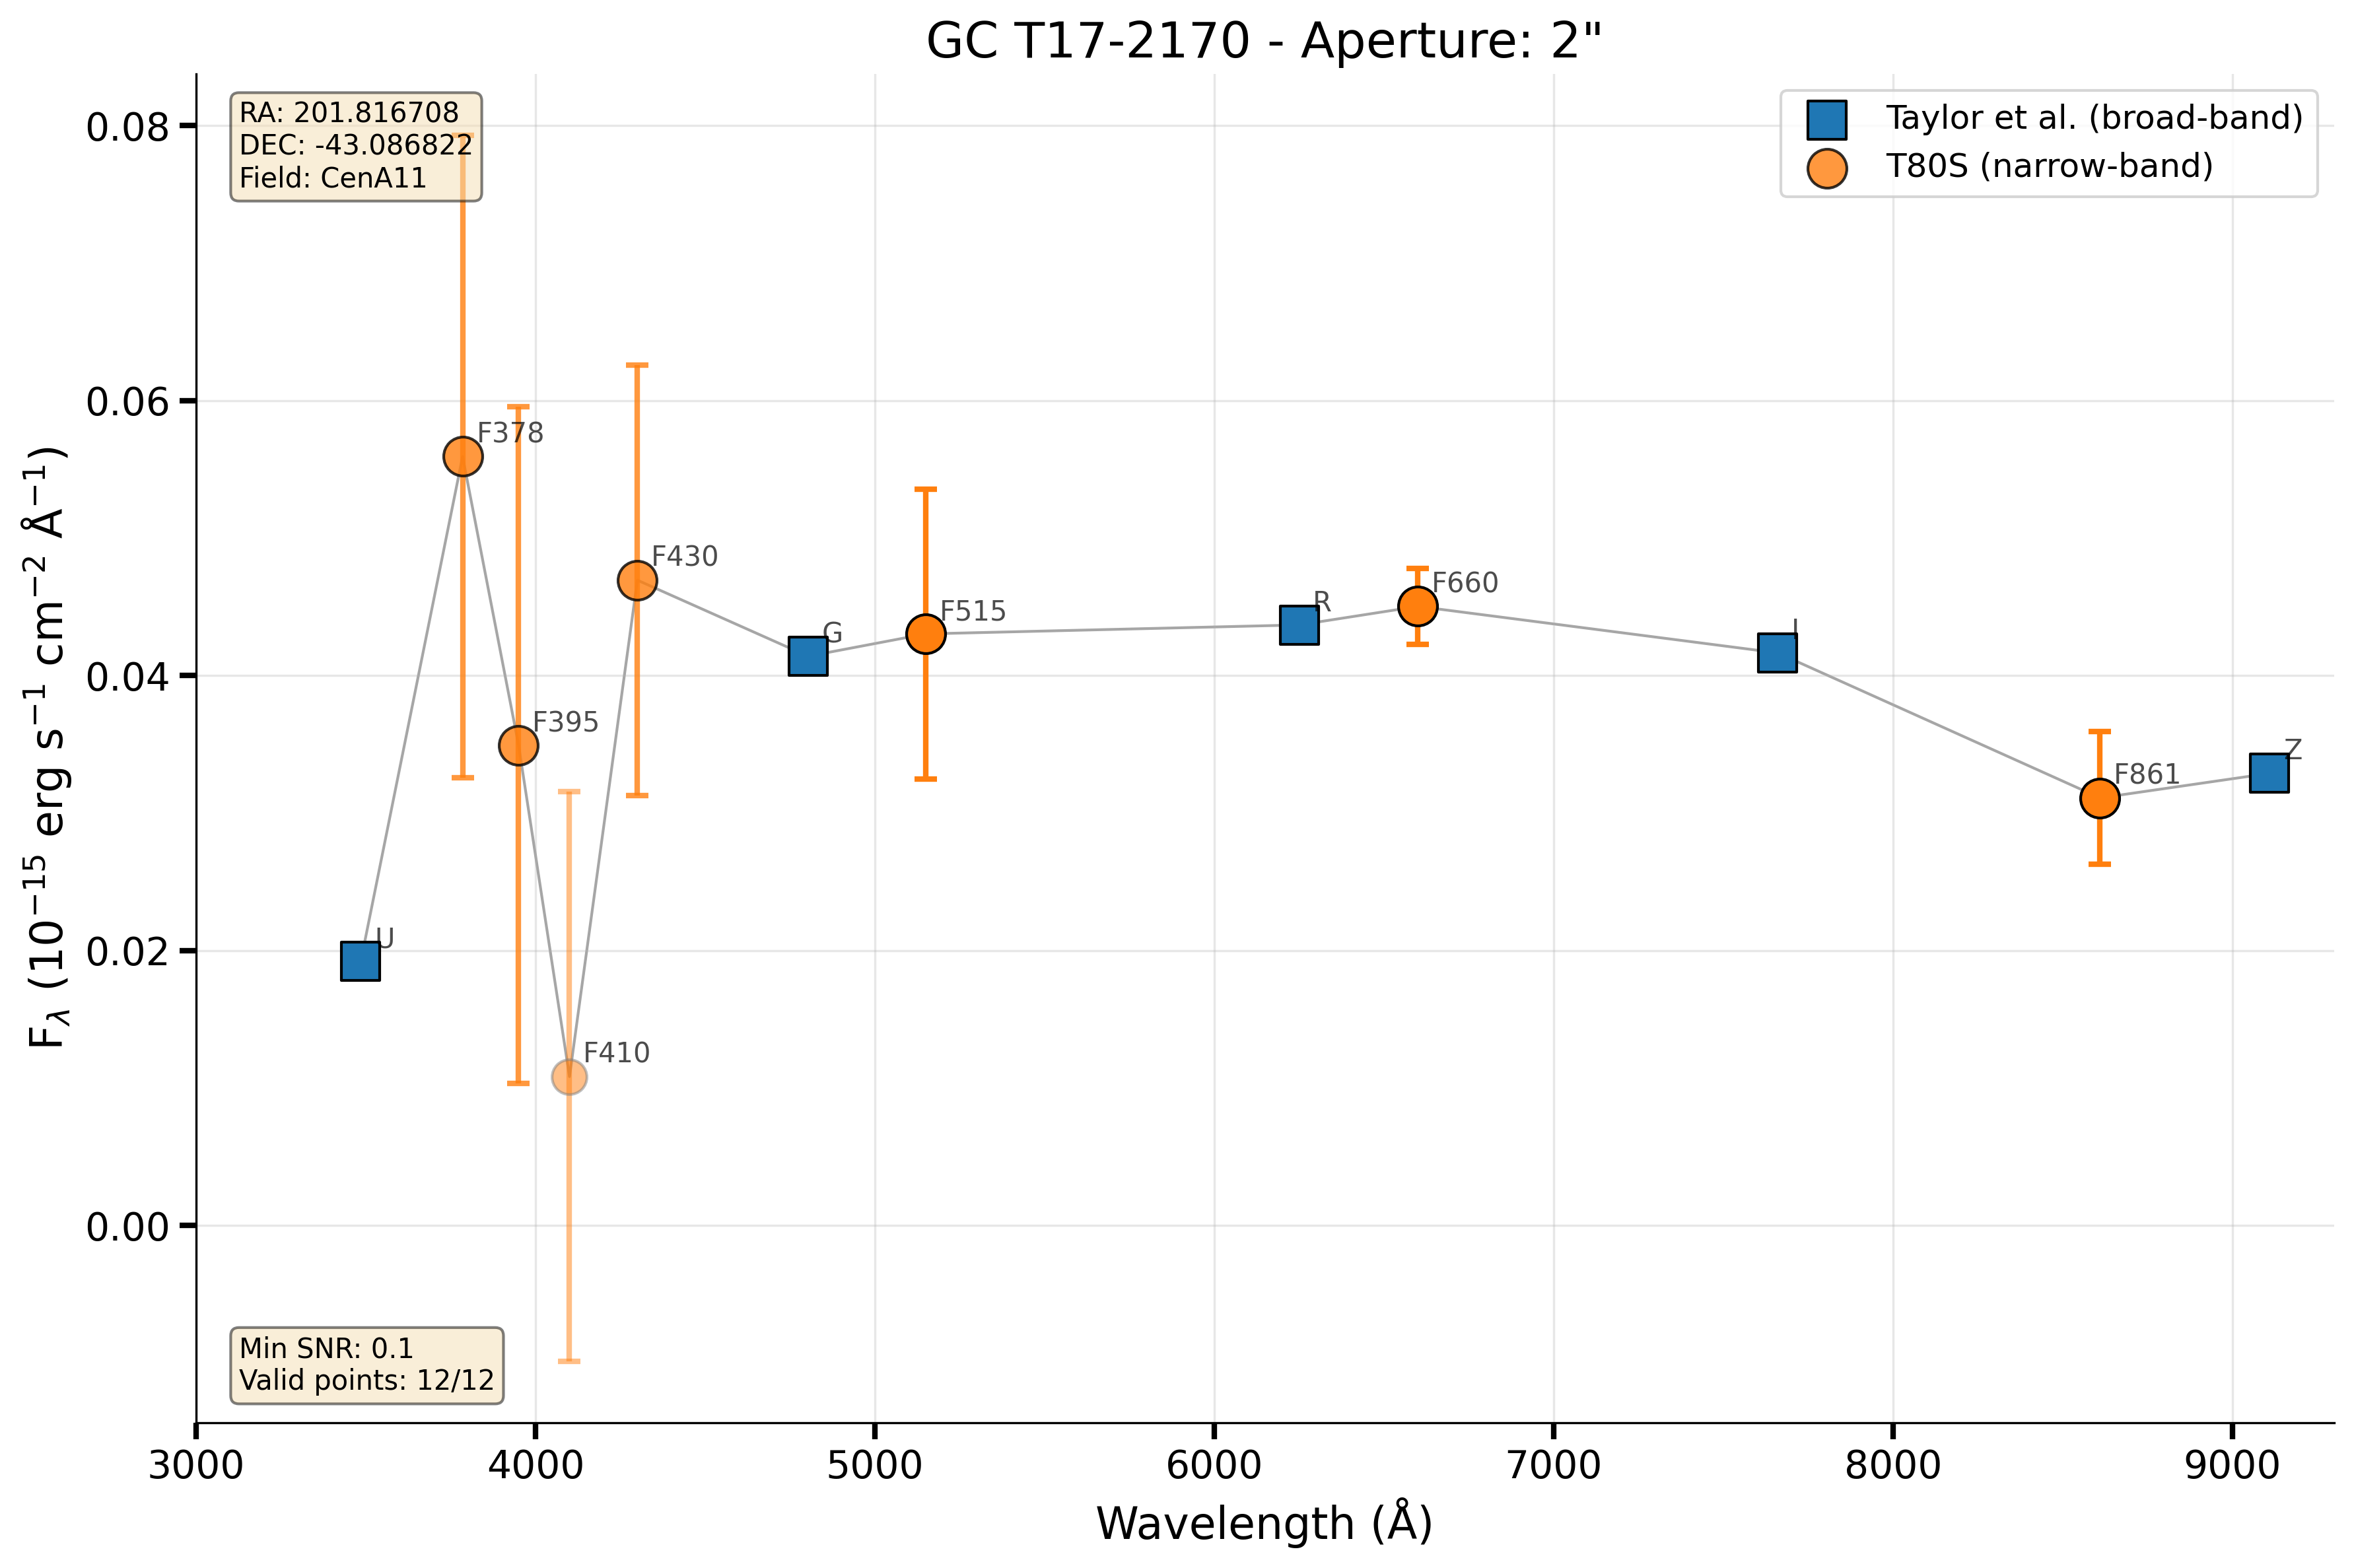 GC T17-2170 - Aperture: 2"
RA: 201.816708
DEC: -43.086822
Field: CenA11
Taylor et al. (broad-band)
T80S (narrow-band)
0.08
0.06
0.04
0.02
0.00
F$_λ$ (10⁻¹⁵ erg s⁻¹ cm⁻² Å⁻¹)
U
F378
F395
F410
F430
G
F515
R
F660
I
F861
Z
Min SNR: 0.1
Valid points: 12/12
3000 4000 5000 6000 7000 8000 9000
Wavelength (Å)